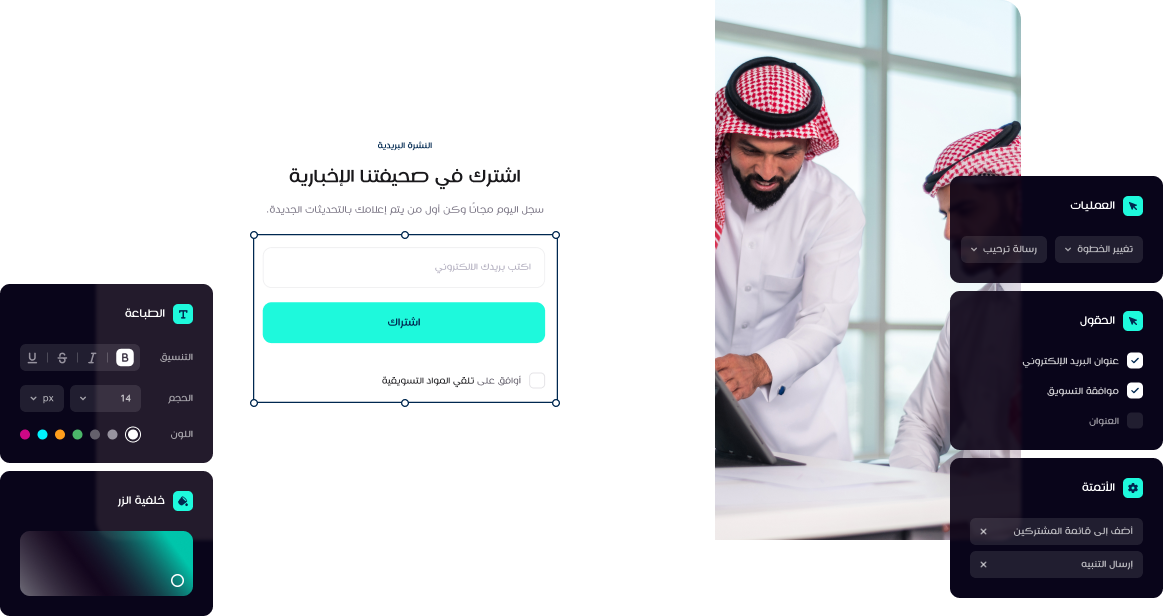 النشرة البريدية
اشترك في صحيفتنا الإخبارية
سجل اليوم مجانًا وكن أول من يتم إعلامك بالتحديثات الجديدة.
اكتب بريدك الالكتروني
اشتراك
أوافق على تلقي المواد التسويقية
العمليات
تغيير الخطوة
رسالة ترحيب
الحقول
عنوان البريد الإلكتروني
موافقة التسويق
العنوان
الأتمتة
أضف إلى قائمة المشتركين
إرسال التنبيه
T الطباعة
التنسيق B I S U
الحجم 14 px
اللون
خلفية الزر